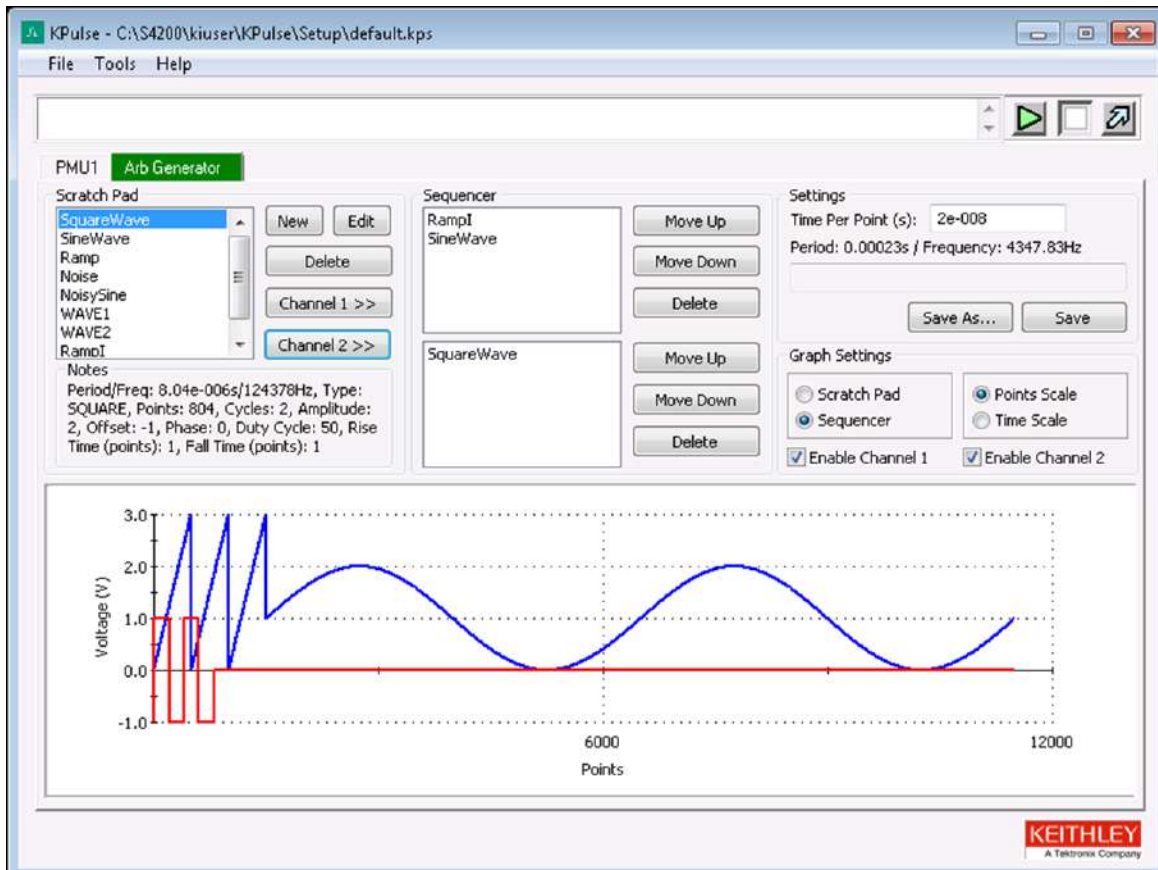 KPulse - C:\S4200\kiuser\KPulse\Setup\default.kps
File Tools Help
PMU1 Arb Generator
Scratch Pad
SquareWave
SineWave
Ramp
Noise
NoisySine
WAVE1
WAVE2
RampI
New Edit
Delete
Channel 1 >>
Channel 2 >>
Notes
Period/Freq: 8.04e-006s/124378Hz, Type:
SQUARE, Points: 804, Cycles: 2, Amplitude:
2, Offset: -1, Phase: 0, Duty Cycle: 50, Rise
Time (points): 1, Fall Time (points): 1
Sequencer
RampI
SineWave
Move Up
Move Down
Delete
SquareWave
Move Up
Move Down
Delete
Settings
Time Per Point (s): 2e-008
Period: 0.00023s / Frequency: 4347.83Hz
Save As... Save
Graph Settings
Scratch Pad
Sequencer
Points Scale
Time Scale
Enable Channel 1
Enable Channel 2
Voltage (V)
3.0
2.0
1.0
0.0
-1.0
6000
12000
Points
KEITHLEY
A Tektronix Company